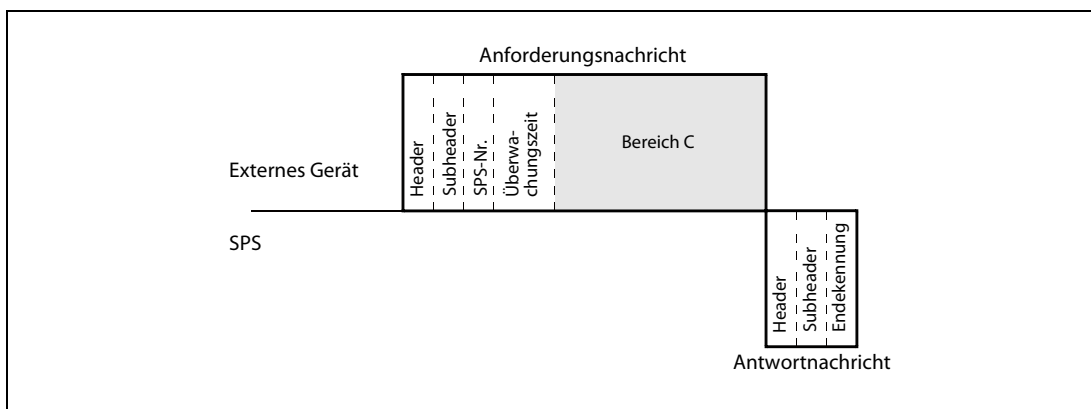 Anforderungsnachricht
Header
Subheader
SPS-Nr.
Überwa-
chungszeit
Bereich C
Externes Gerät
SPS
Header
Subheader
Endekennung
Antwortnachricht